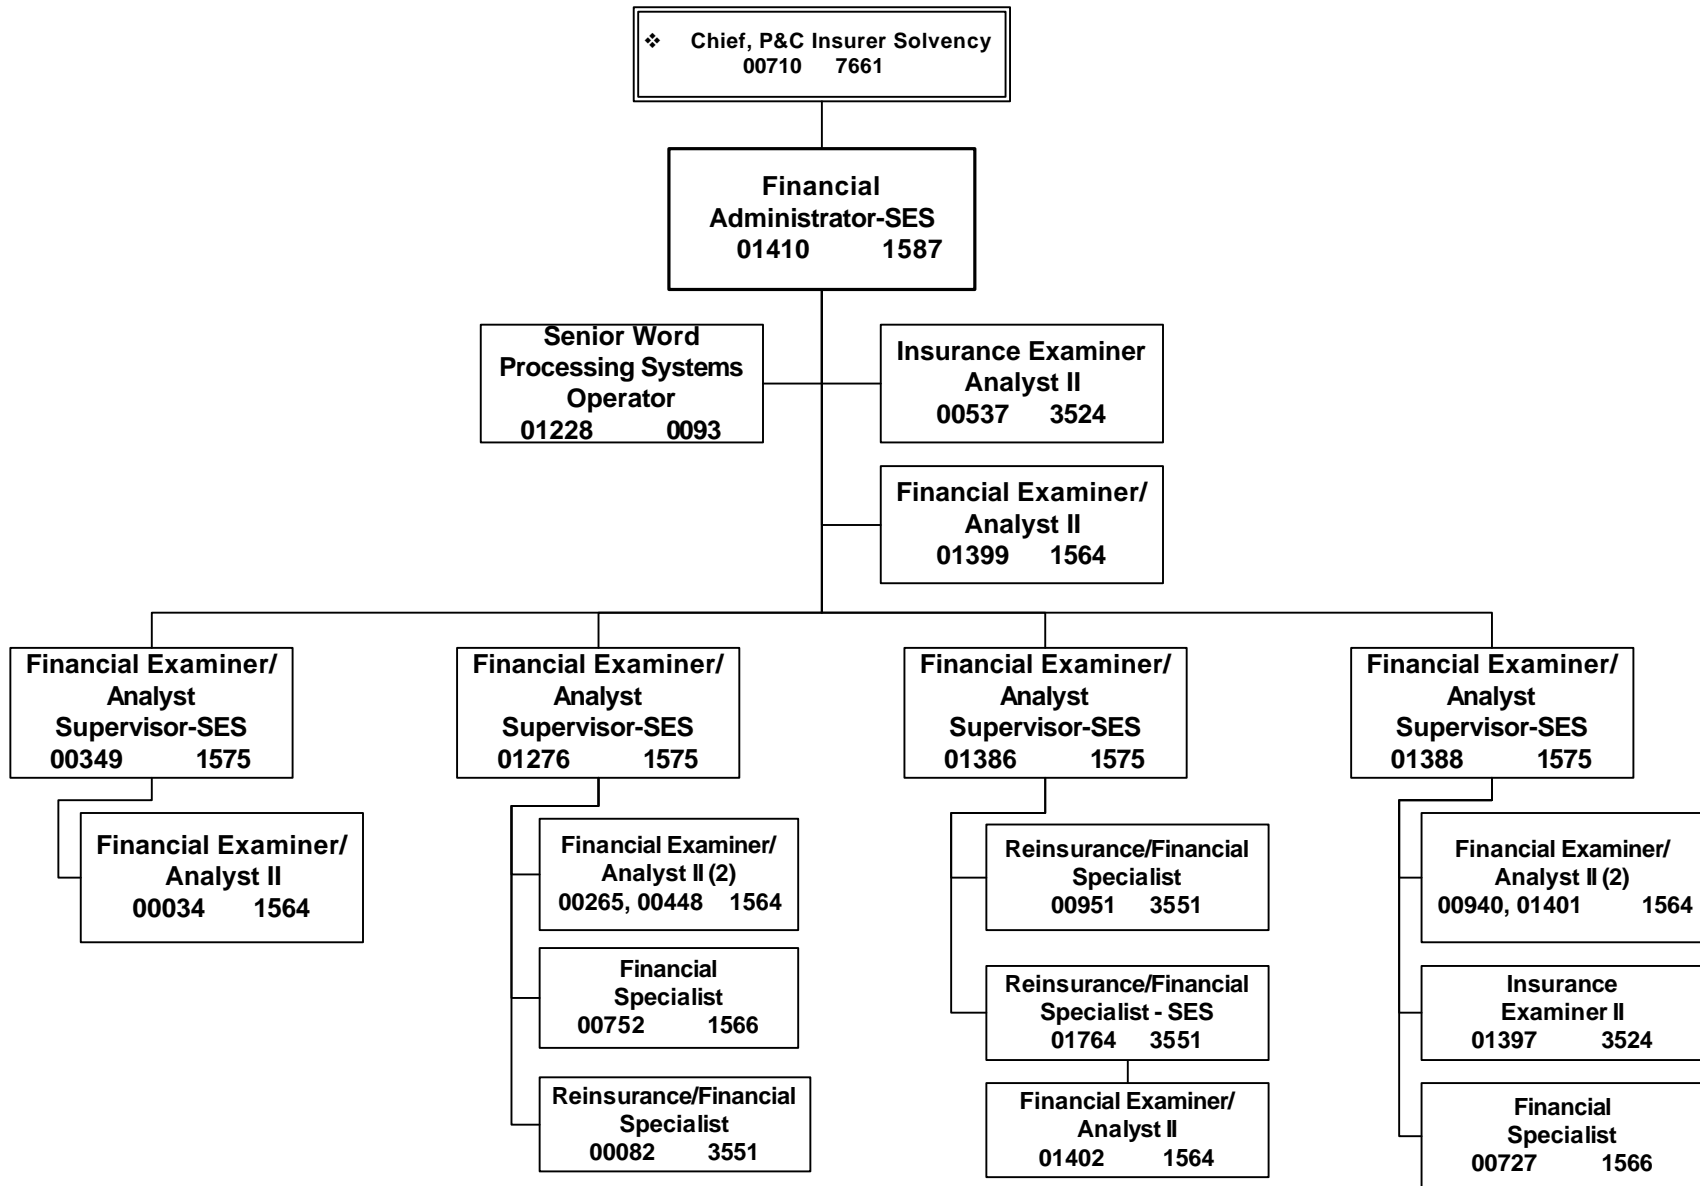 ❖ Chief, P&C Insurer Solvency
00710 7661
Financial
Administrator-SES
01410 1587
Senior Word
Processing Systems
Operator
01228 0093
Insurance Examiner
Analyst II
00537 3524
Financial Examiner/
Analyst II
01399 1564
Financial Examiner/
Analyst
Supervisor-SES
00349 1575
Financial Examiner/
Analyst II
00034 1564
Financial Examiner/
Analyst
Supervisor-SES
01276 1575
Financial Examiner/
Analyst II (2)
00265, 00448 1564
Financial
Specialist
00752 1566
Reinsurance/Financial
Specialist
00082 3551
Financial Examiner/
Analyst
Supervisor-SES
01386 1575
Reinsurance/Financial
Specialist
00951 3551
Reinsurance/Financial
Specialist - SES
01764 3551
Financial Examiner/
Analyst II
01402 1564
Financial Examiner/
Analyst
Supervisor-SES
01388 1575
Financial Examiner/
Analyst II (2)
00940, 01401 1564
Insurance
Examiner II
01397 3524
Financial
Specialist
00727 1566